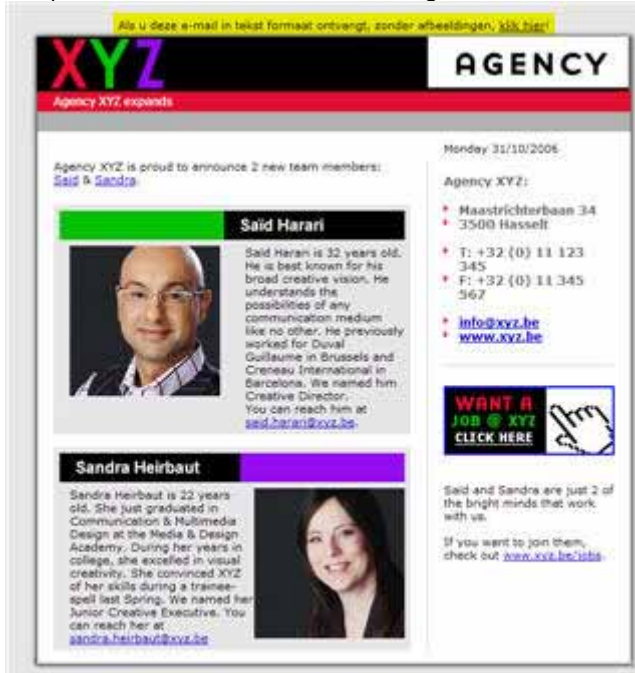 Als u deze e-mail in tekst formaat ontvangt, zonder afbeeldingen, klik hier!
XYZ
AGENCY
Agency XYZ expands
Agency XYZ is proud to announce 2 new team members:
Said & Sandra.
Saïd Harari
Said Harari is 32 years old.
He is best known for his
broad creative vision. He
understands the
possibilities of any
communication medium
like no other. He previously
worked for Duval
Guillaume in Brussels and
Creneau International in
Barcelona. We named him
Creative Director.
You can reach him at
said.harari@xyz.be.
Sandra Heirbaut
Sandra Heirbaut is 22 years
old. She just graduated in
Communication & Multimedia
Design at the Media & Design
Academy. During her years in
college, she excelled in visual
creativity. She convinced XYZ
of her skills during a trainee-
spell last Spring. We named her
Junior Creative Executive. You
can reach her at
sandra.heirbaut@xyz.be
Monday 31/10/2006
Agency XYZ:
Maastrichterbaan 34
3500 Hasselt
T: +32 (0) 11 123
345
F: +32 (0) 11 345
567
info@xyz.be
www.xyz.be
WANT A
JOB @ XYZ
CLICK HERE
Said and Sandra are just 2 of
the bright minds that work
with us.
If you want to join them,
check out www.xyz.be/jobs.